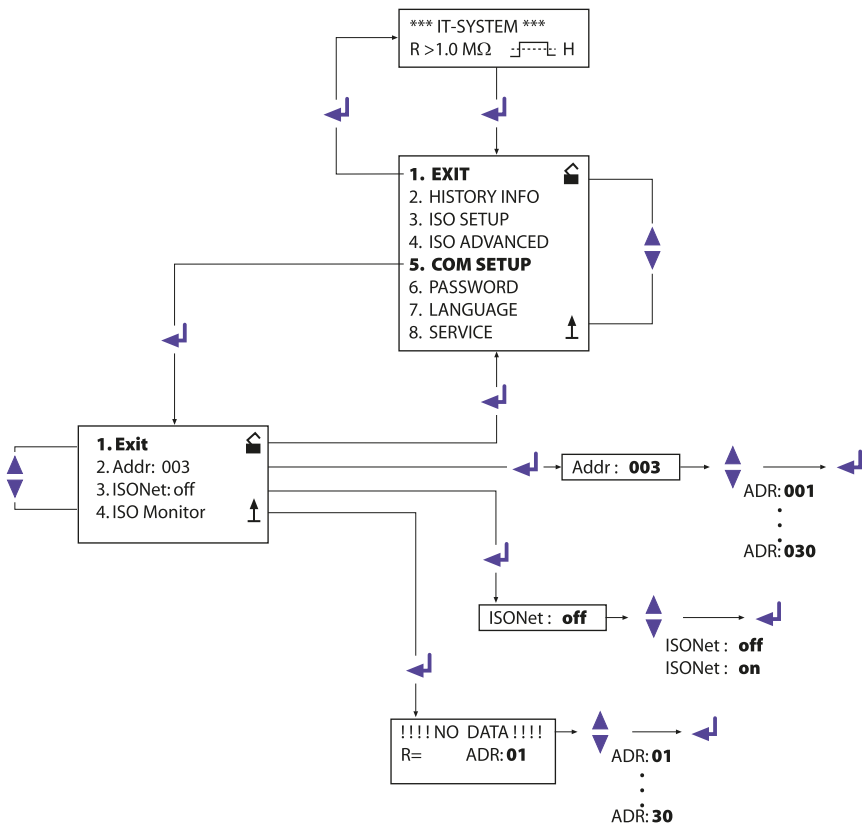 *** IT-SYSTEM ***
R >1.0 MΩ H
1. EXIT
2. HISTORY INFO
3. ISO SETUP
4. ISO ADVANCED
5. COM SETUP
6. PASSWORD
7. LANGUAGE
8. SERVICE
1. Exit
2. Addr: 003
3. ISONet: off
4. ISO Monitor
Addr : 003
ADR: 001
ADR: 030
ISONet : off
ISONet : off
ISONet : on
!!!!NO DATA!!!!
R= ADR: 01
ADR: 01
ADR: 30